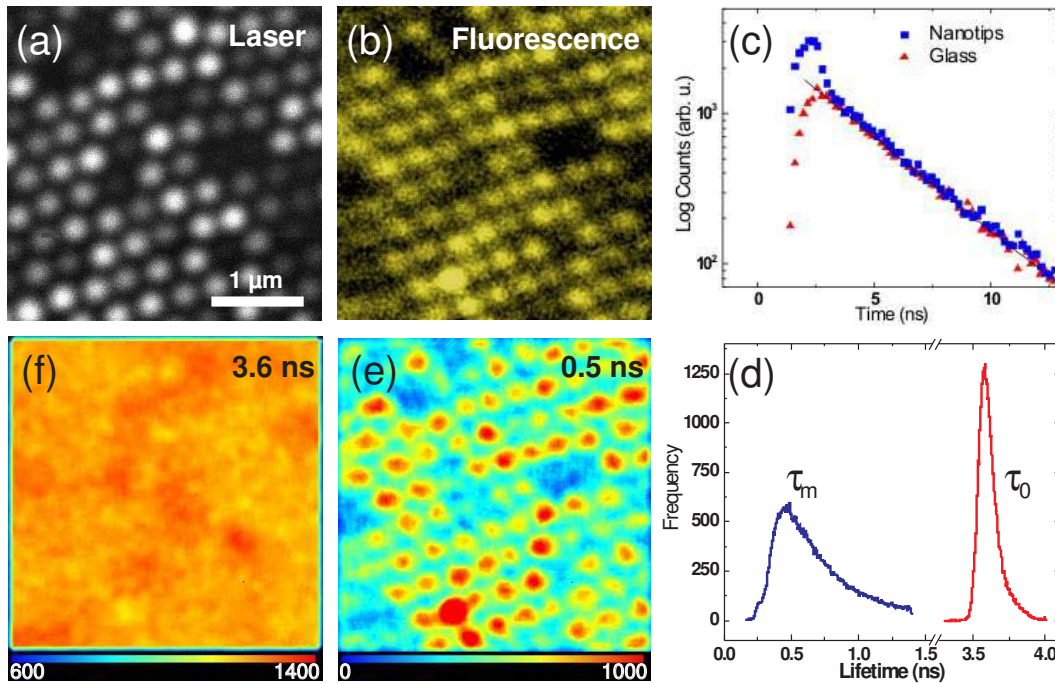 (a) Laser
1 µm
(b) Fluorescence
(c)
Nanotips
Glass
Log Counts (arb. u.)
10³
10²
0 5 10
Time (ns)
(f) 3.6 ns
600 1400
(e) 0.5 ns
0 1000
(d)
Frequency
1250
1000
750
500
250
0
τm
τ0
0.0 0.5 1.0 1.5 3.5 4.0
Lifetime (ns)